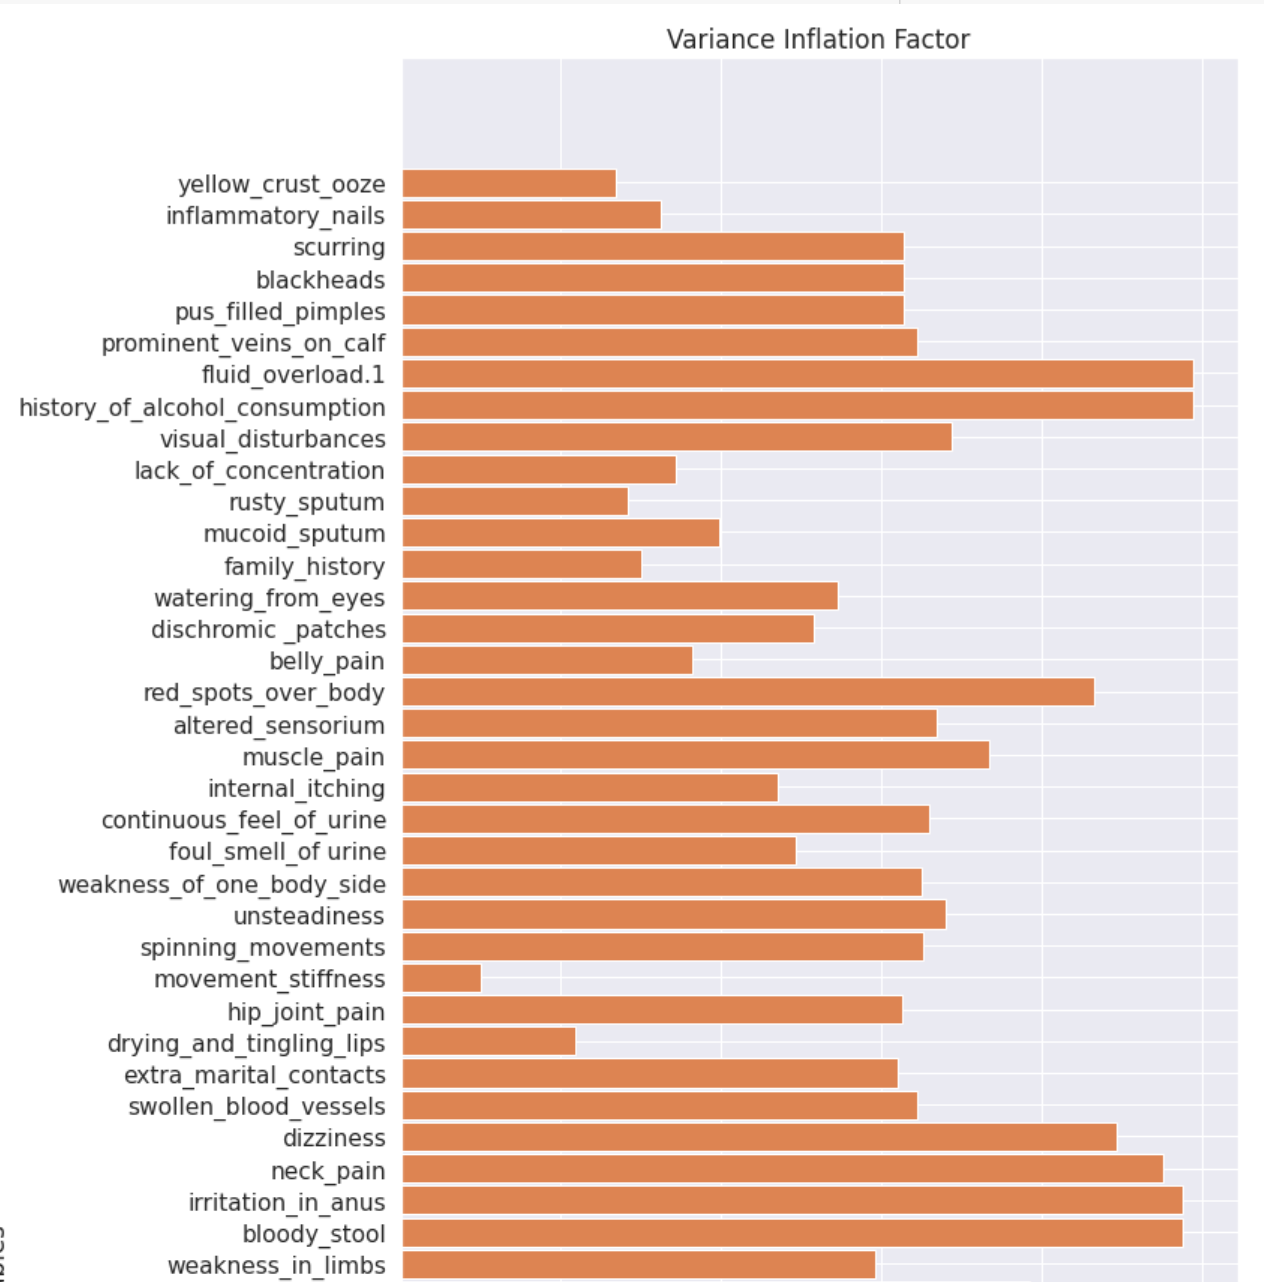 Variance Inflation Factor
yellow_crust_ooze
inflammatory_nails
scurring
blackheads
pus_filled_pimples
prominent_veins_on_calf
fluid_overload.1
history_of_alcohol_consumption
visual_disturbances
lack_of_concentration
rusty_sputum
mucoid_sputum
family_history
watering_from_eyes
dischromic _patches
belly_pain
red_spots_over_body
altered_sensorium
muscle_pain
internal_itching
continuous_feel_of_urine
foul_smell_of urine
weakness_of_one_body_side
unsteadiness
spinning_movements
movement_stiffness
hip_joint_pain
drying_and_tingling_lips
extra_marital_contacts
swollen_blood_vessels
dizziness
neck_pain
irritation_in_anus
bloody_stool
weakness_in_limbs